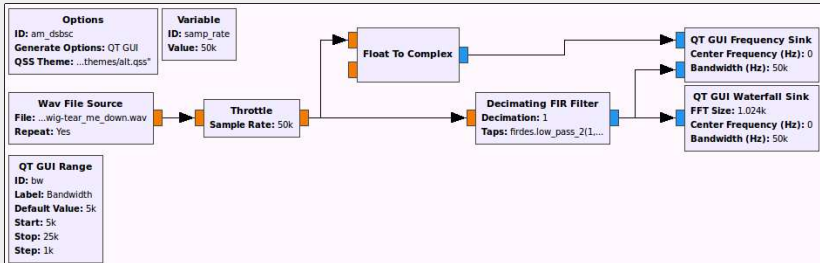 Options
ID: am_dsbsc
Generate Options: QT GUI
QSS Theme: ...themes/alt.qss"
Variable
ID: samp_rate
Value: 50k
Float To Complex
QT GUI Frequency Sink
Center Frequency (Hz): 0
Bandwidth (Hz): 50k
Wav File Source
File: ...wig-tear_me_down.wav
Repeat: Yes
Throttle
Sample Rate: 50k
Decimating FIR Filter
Decimation: 1
Taps: firdes.low_pass_2(1,...
QT GUI Waterfall Sink
FFT Size: 1.024k
Center Frequency (Hz): 0
Bandwidth (Hz): 50k
QT GUI Range
ID: bw
Label: Bandwidth
Default Value: 5k
Start: 5k
Stop: 25k
Step: 1k